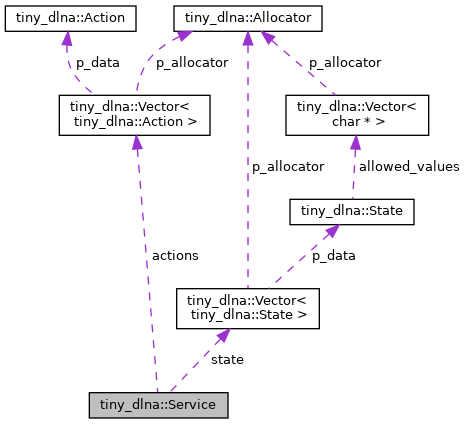 tiny_dlna::Action
tiny_dlna::Allocator
p_data
p_allocator
p_allocator
tiny_dlna::Vector<
tiny_dlna::Action >
tiny_dlna::Vector<
char * >
p_allocator
allowed_values
tiny_dlna::State
actions
p_data
tiny_dlna::Vector<
tiny_dlna::State >
state
tiny_dlna::Service